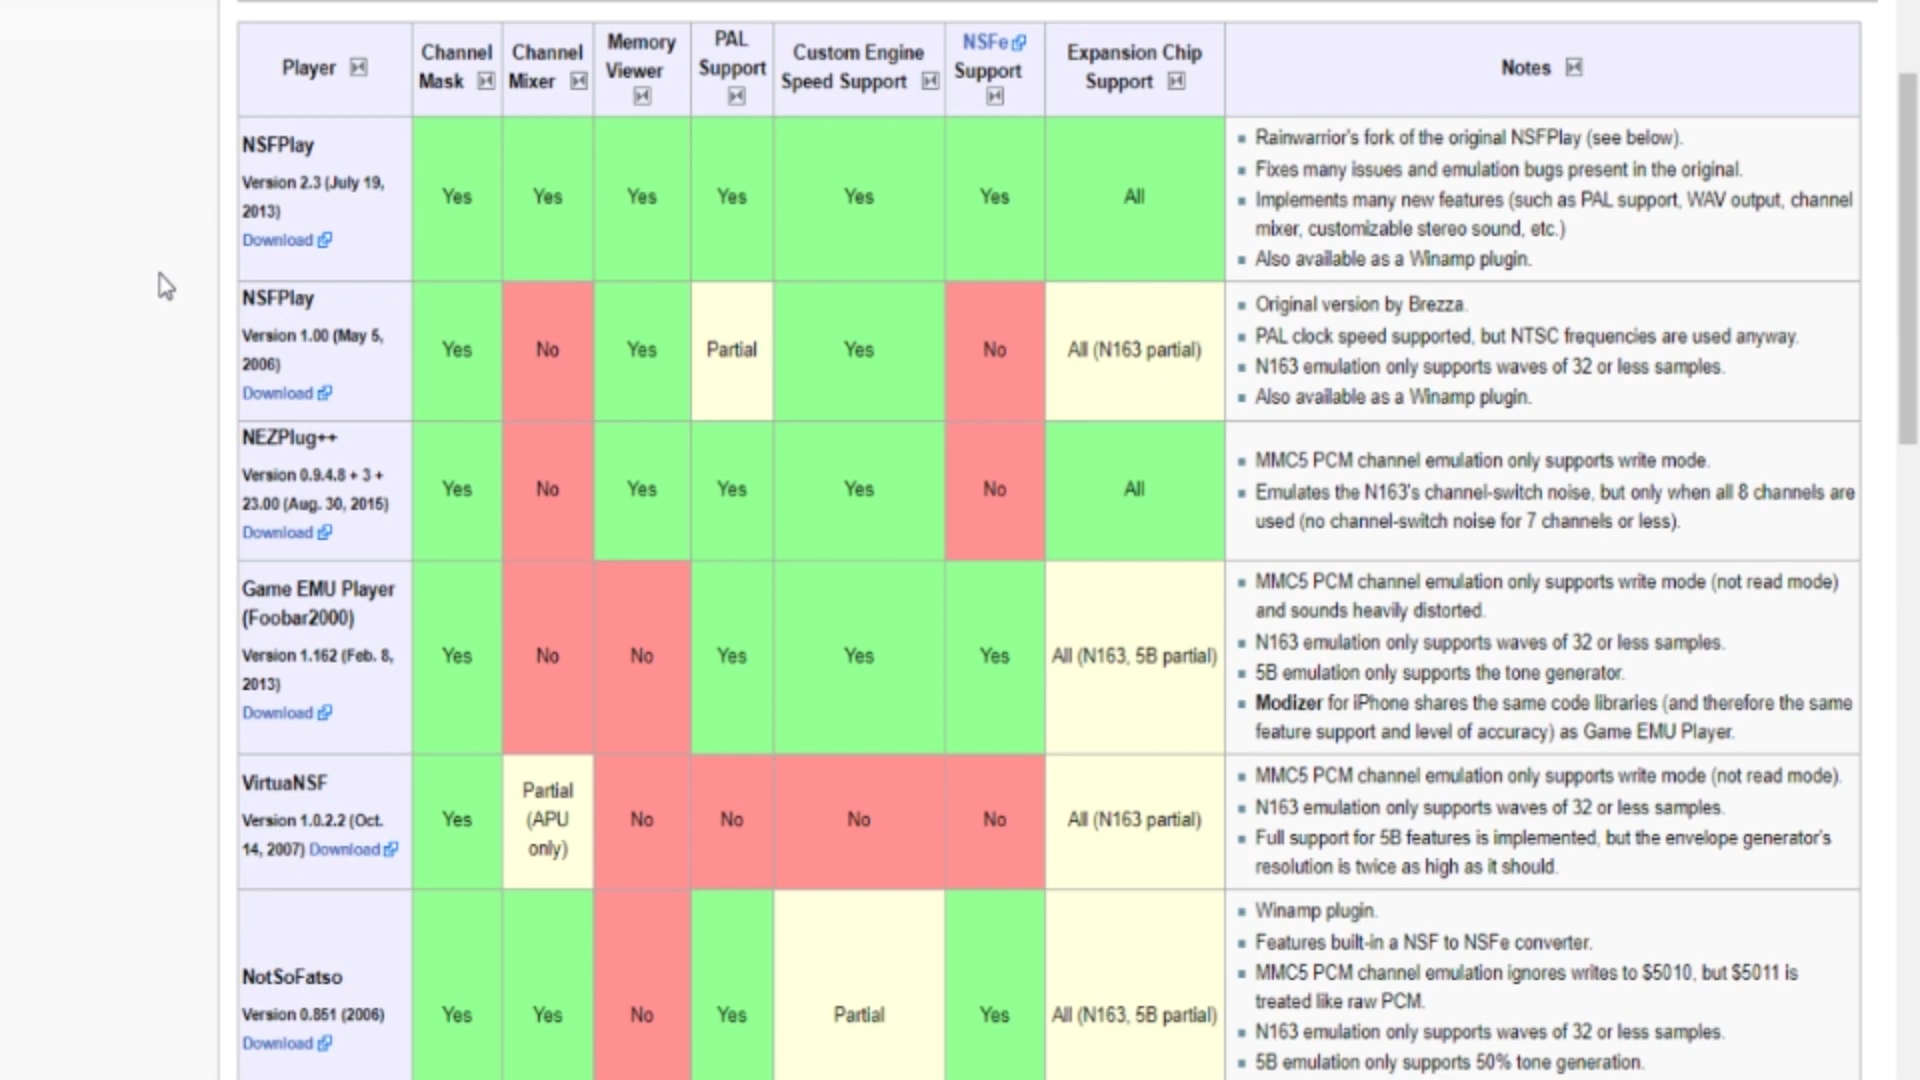 Player
Channel
Mask
Channel
Mixer
Memory
Viewer
PAL
Support
Custom Engine
Speed Support
NSFe
Support
Expansion Chip
Support
Notes
NSFPlay
Version 2.3 (July 19,
2013)
Download
Yes
Yes
Yes
Yes
Yes
Yes
All
Rainwarrior's fork of the original NSFPlay (see below).
Fixes many issues and emulation bugs present in the original.
Implements many new features (such as PAL support, WAV output, channel
mixer, customizable stereo sound, etc.)
Also available as a Winamp plugin.
NSFPlay
Version 1.00 (May 5,
2006)
Download
Yes
No
Yes
Partial
Yes
No
All (N163 partial)
Original version by Brezza.
PAL clock speed supported, but NTSC frequencies are used anyway.
N163 emulation only supports waves of 32 or less samples.
Also available as a Winamp plugin.
NEZPlug++
Version 0.9.4.8 + 3 +
23.00 (Aug. 30, 2015)
Download
Yes
No
Yes
Yes
Yes
No
All
MMC5 PCM channel emulation only supports write mode.
Emulates the N163's channel-switch noise, but only when all 8 channels are
used (no channel-switch noise for 7 channels or less).
Game EMU Player
(Foobar2000)
Version 1.162 (Feb. 8,
2013)
Download
Yes
No
No
Yes
Yes
Yes
All (N163, 5B partial)
MMC5 PCM channel emulation only supports write mode (not read mode)
and sounds heavily distorted.
N163 emulation only supports waves of 32 or less samples.
5B emulation only supports the tone generator.
Modizer for iPhone shares the same code libraries (and therefore the same
feature support and level of accuracy) as Game EMU Player.
VirtuaNSF
Version 1.0.2.2 (Oct.
14, 2007) Download
Yes
Partial
(APU
only)
No
No
No
No
All (N163 partial)
MMC5 PCM channel emulation only supports write mode (not read mode).
N163 emulation only supports waves of 32 or less samples.
Full support for 5B features is implemented, but the envelope generator's
resolution is twice as high as it should.
NotSoFatso
Version 0.851 (2006)
Download
Yes
Yes
No
Yes
Partial
Yes
All (N163, 5B partial)
Winamp plugin.
Features built-in a NSF to NSFe converter.
MMC5 PCM channel emulation ignores writes to $5010, but $5011 is
treated like raw PCM.
N163 emulation only supports waves of 32 or less samples.
5B emulation only supports 50% tone generation.